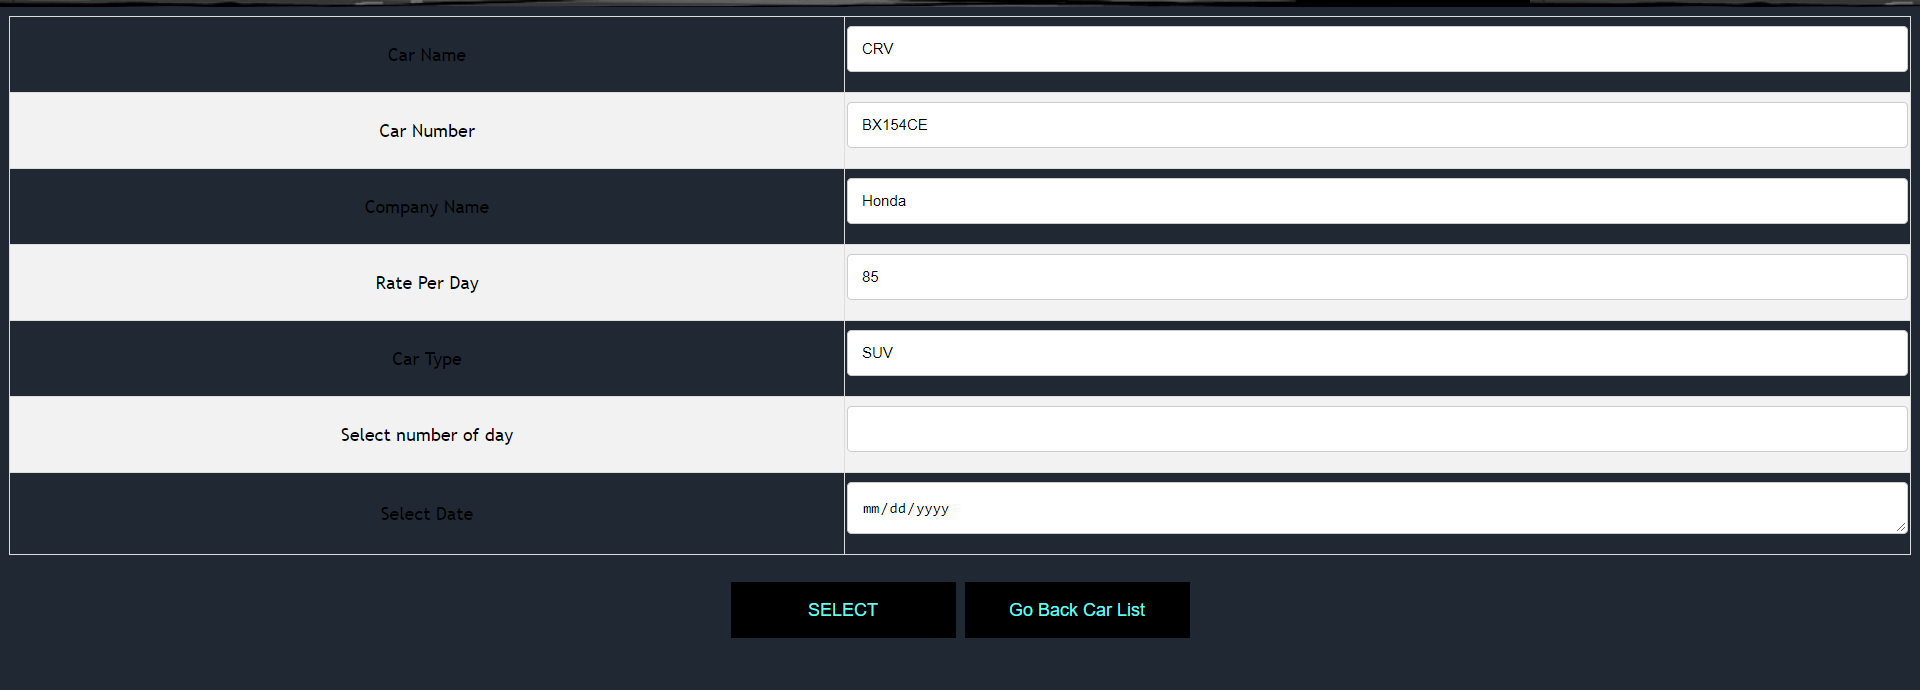 Car Name
CRV
Car Number
BX154CE
Company Name
Honda
Rate Per Day
85
Car Type
SUV
Select number of day
Select Date
mm/dd/yyyy
SELECT
Go Back Car List